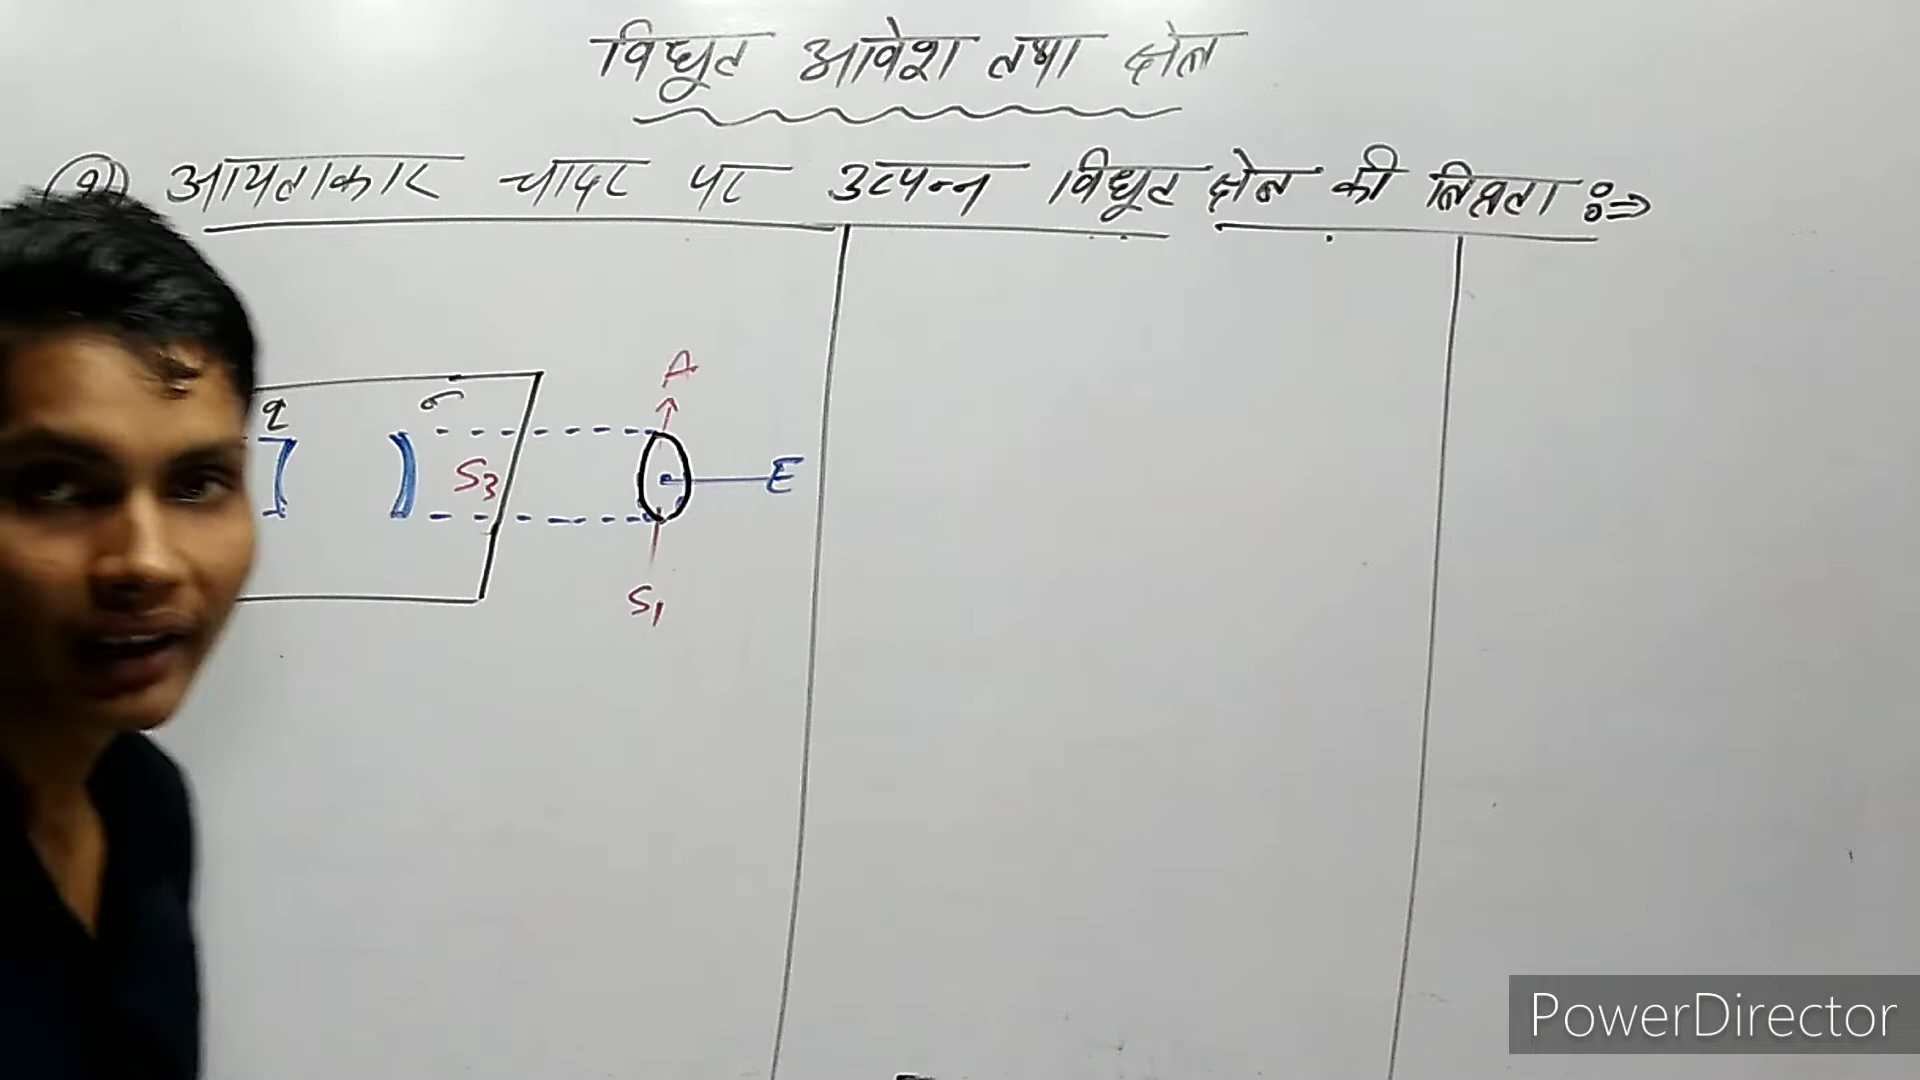 विद्युत आवेश तथा क्षेत्र
(9) आयताकार चादर पर उत्पन्न विद्युत क्षेत्र की तिव्रता :⇒
A
q σ
S3
E
S1
PowerDirector